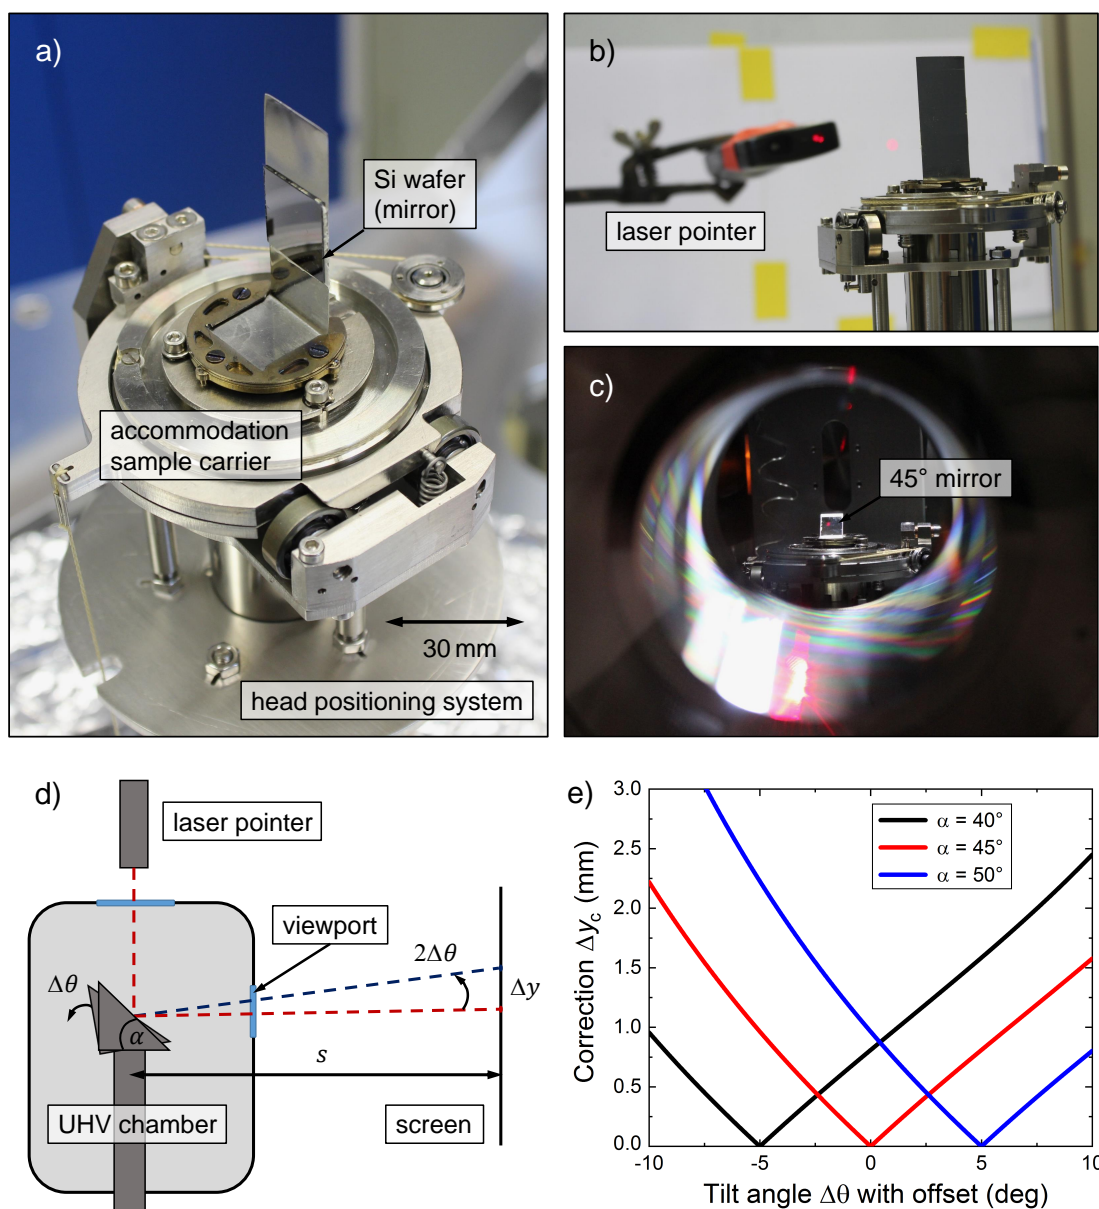 a)
Si wafer
(mirror)
accommodation
sample carrier
30 mm
head positioning system
b)
laser pointer
c)
45° mirror
d)
laser pointer
viewport
2Δθ
Δθ
Δy
α
s
UHV chamber
screen
e)
3.0
2.5
2.0
1.5
1.0
0.5
0.0
-10
-5
0
5
10
Correction Δyc (mm)
Tilt angle Δθ with offset (deg)
α = 40°
α = 45°
α = 50°